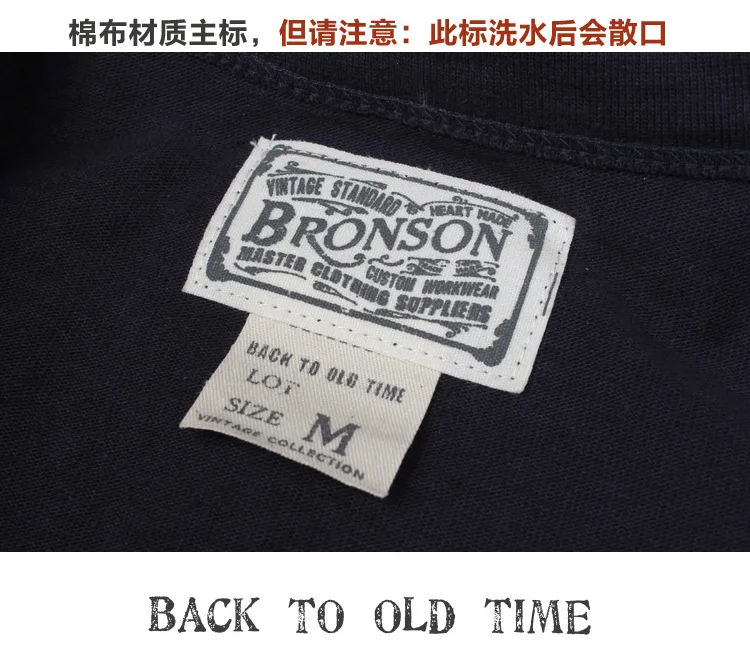 棉布材质主标，但请注意：此标洗水后会散口
VINTAGE STANDARD
HEART MADE
BRONSON
CUSTOM WORKWEAR
MASTER CLOTHING SUPPLIERS
BACK TO OLD TIME
LOT
SIZE M
VINTAGE COLLECTION
BACK TO OLD TIME